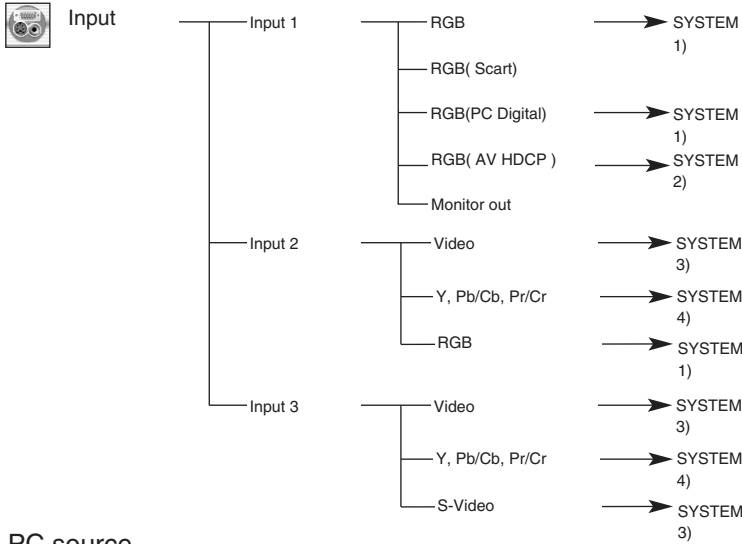 Input
Input 1
RGB
SYSTEM 1)
RGB( Scart)
RGB(PC Digital)
SYSTEM 1)
RGB( AV HDCP )
SYSTEM 2)
Monitor out
Input 2
Video
SYSTEM 3)
Y, Pb/Cb, Pr/Cr
SYSTEM 4)
RGB
SYSTEM 1)
Input 3
Video
SYSTEM 3)
Y, Pb/Cb, Pr/Cr
SYSTEM 4)
S-Video
SYSTEM 3)
PC source